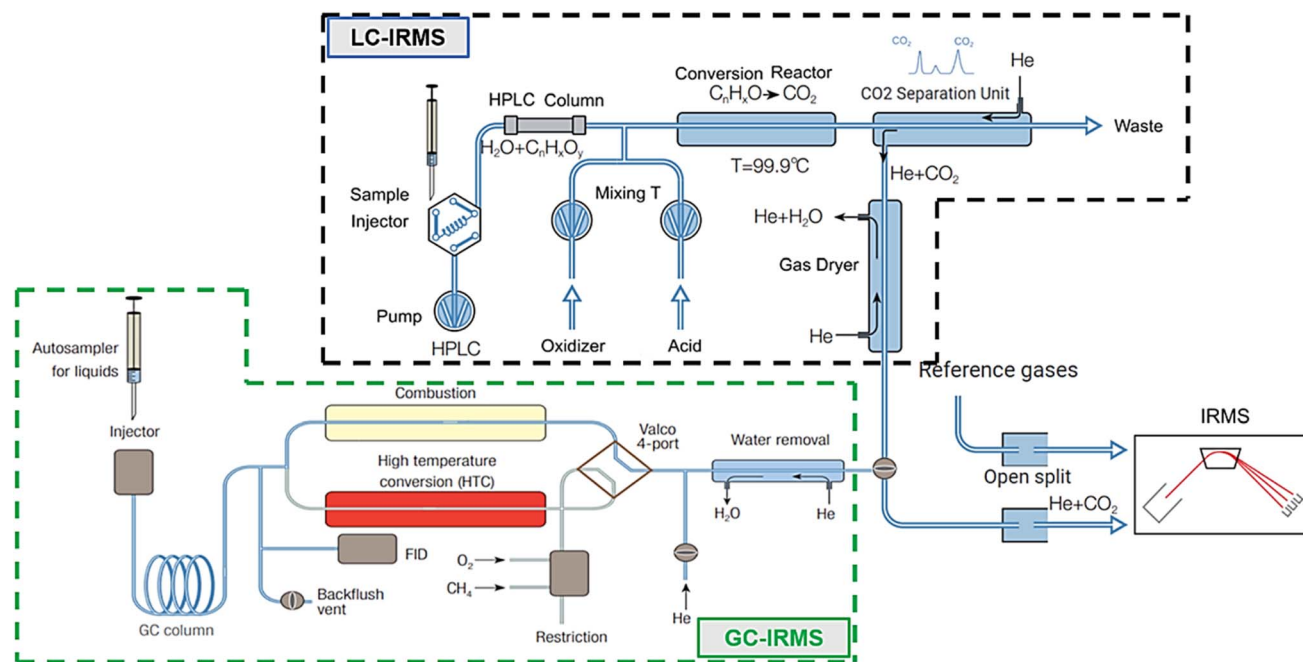 LC-IRMS
CO₂
CO₂
He
Conversion Reactor
CₙHₓO→CO₂
CO2 Separation Unit
HPLC Column
Waste
H₂O+CₙHₓOᵧ
T=99.9℃
He+CO₂
Sample
Injector
Mixing T
He+H₂O
Gas Dryer
Pump
He
HPLC
Oxidizer
Acid
Autosampler
for liquids
Reference gases
Combustion
IRMS
Injector
Valco
4-port
Water removal
High temperature
conversion (HTC)
Open split
H₂O
He
He+CO₂
FID
O₂
CH₄
Backflush
vent
GC column
He
Restriction
GC-IRMS